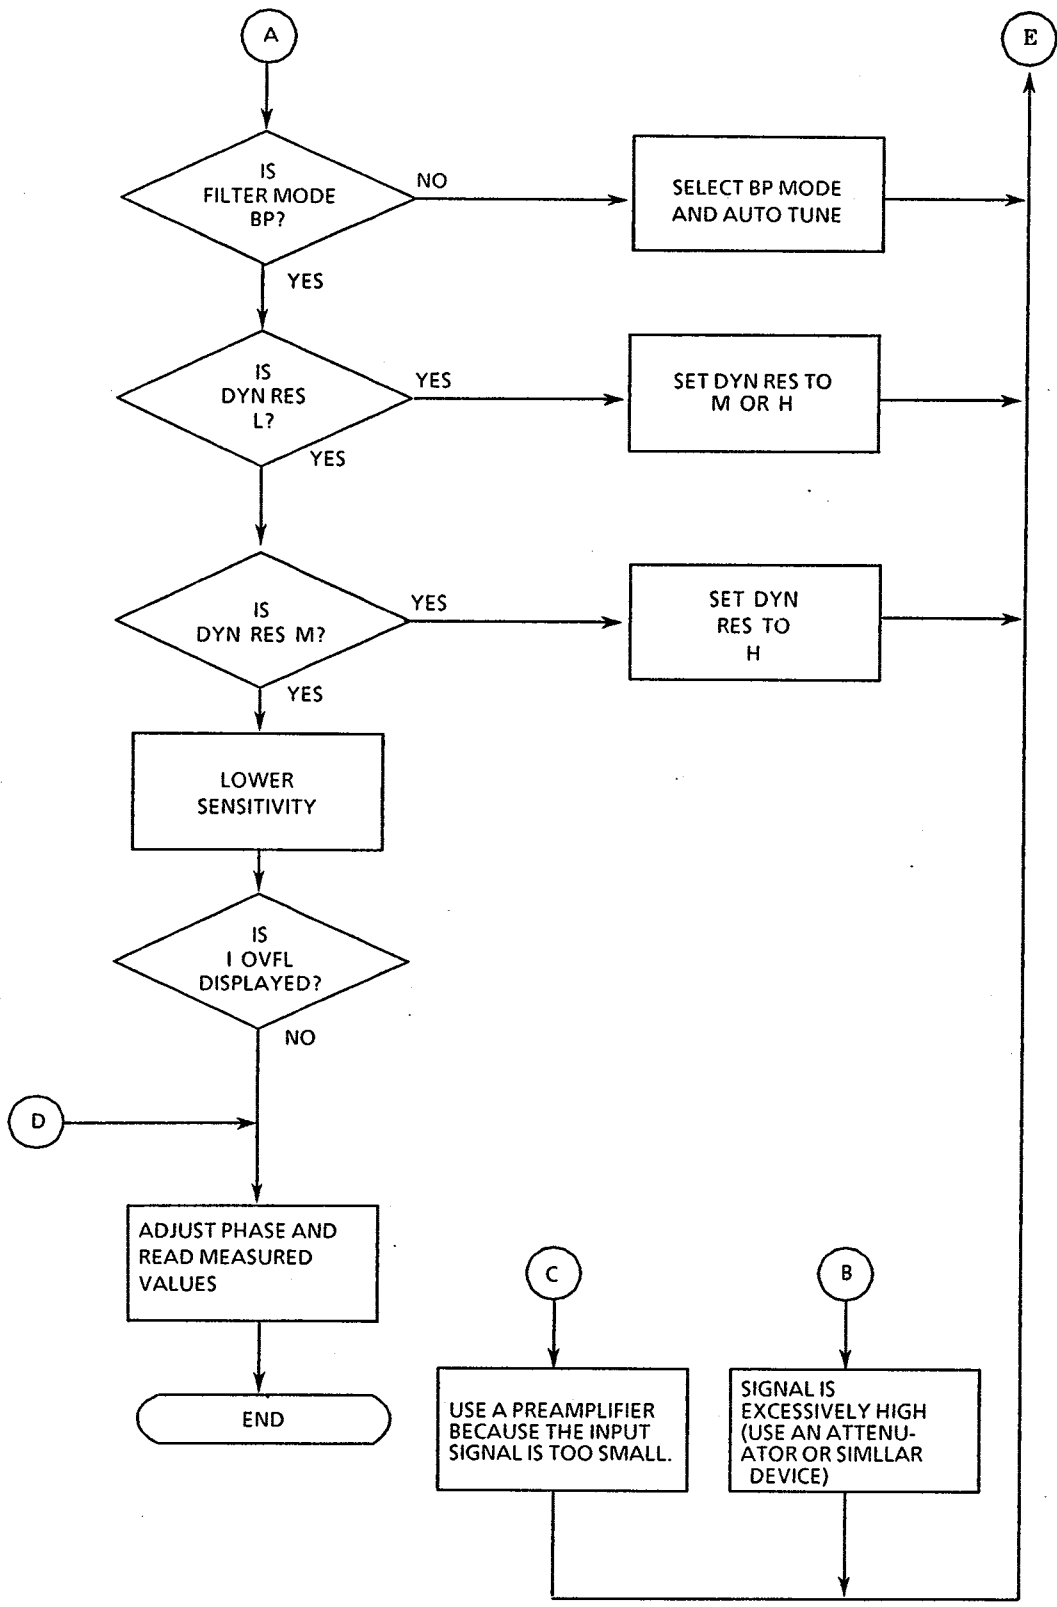 A
E
IS
FILTER MODE
BP?
NO
SELECT BP MODE
AND AUTO TUNE
YES
IS
DYN RES
L?
YES
SET DYN RES TO
M OR H
YES
IS
DYN RES M?
YES
SET DYN
RES TO
H
YES
LOWER
SENSITIVITY
IS
I OVFL
DISPLAYED?
NO
D
ADJUST PHASE AND
READ MEASURED
VALUES
END
C
B
USE A PREAMPLIFIER
BECAUSE THE INPUT
SIGNAL IS TOO SMALL.
SIGNAL IS
EXCESSIVELY HIGH
(USE AN ATTENU-
ATOR OR SIMLLAR
DEVICE)